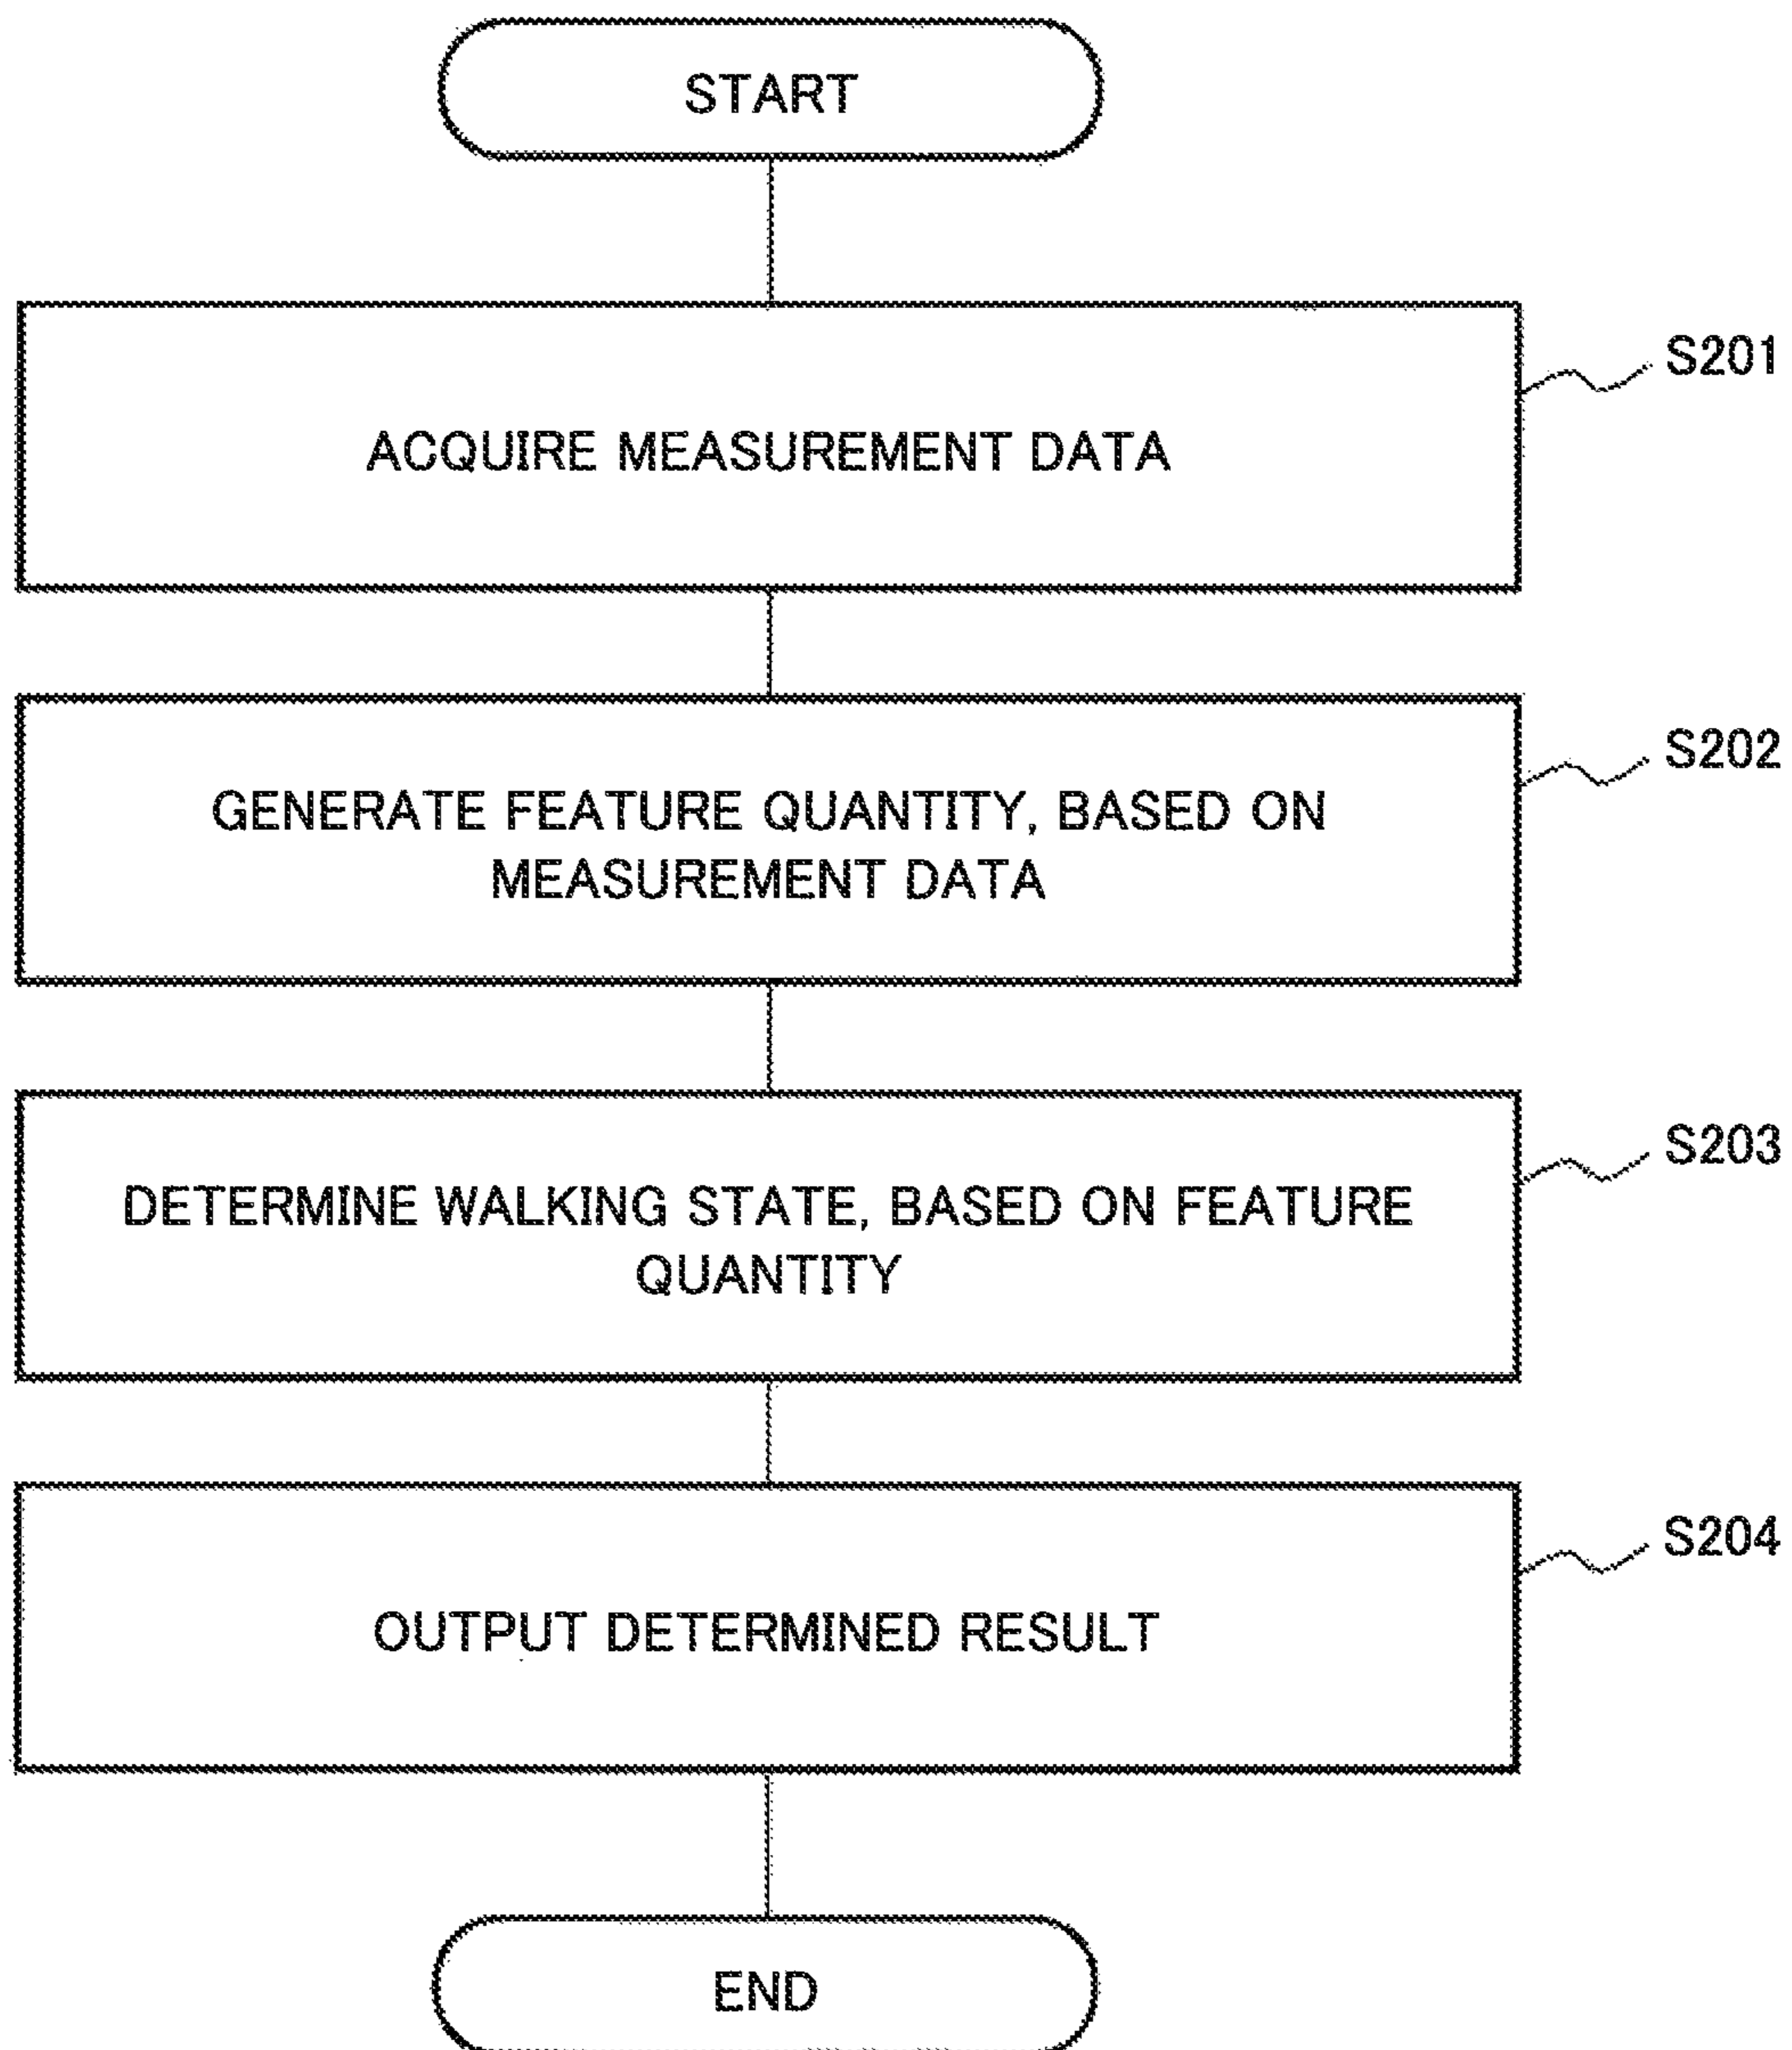 START
ACQUIRE MEASUREMENT DATA
S201
GENERATE FEATURE QUANTITY, BASED ON
MEASUREMENT DATA
S202
DETERMINE WALKING STATE, BASED ON FEATURE
QUANTITY
S203
OUTPUT DETERMINED RESULT
S204
END